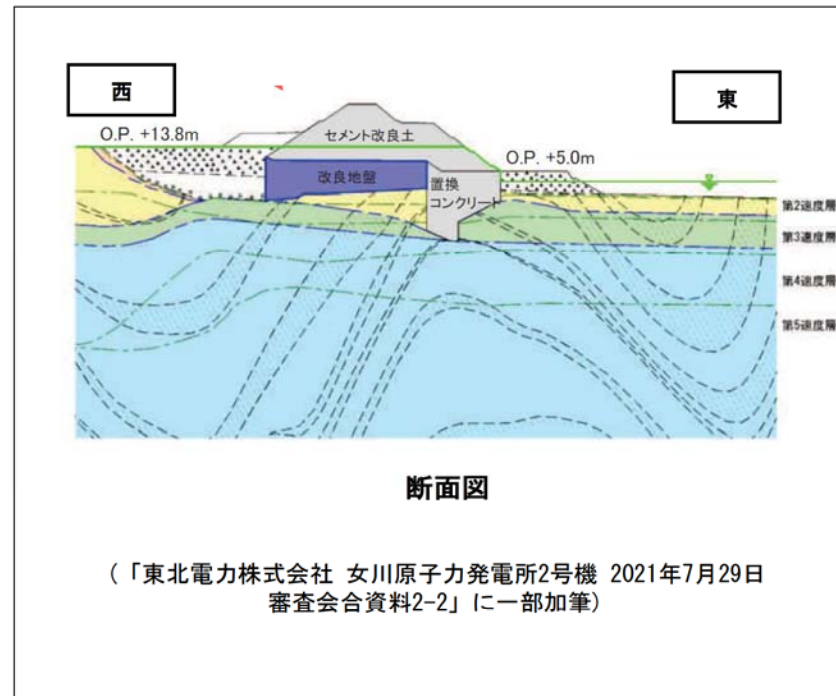 西
東
O.P. +13.8m
セメント改良土
O.P. +5.0m
改良地盤
置換
コンクリート
第2速度層
第3速度層
第4速度層
第5速度層
断面図
(「東北電力株式会社 女川原子力発電所2号機 2021年7月29日
審査会合資料2-2」に一部加筆)